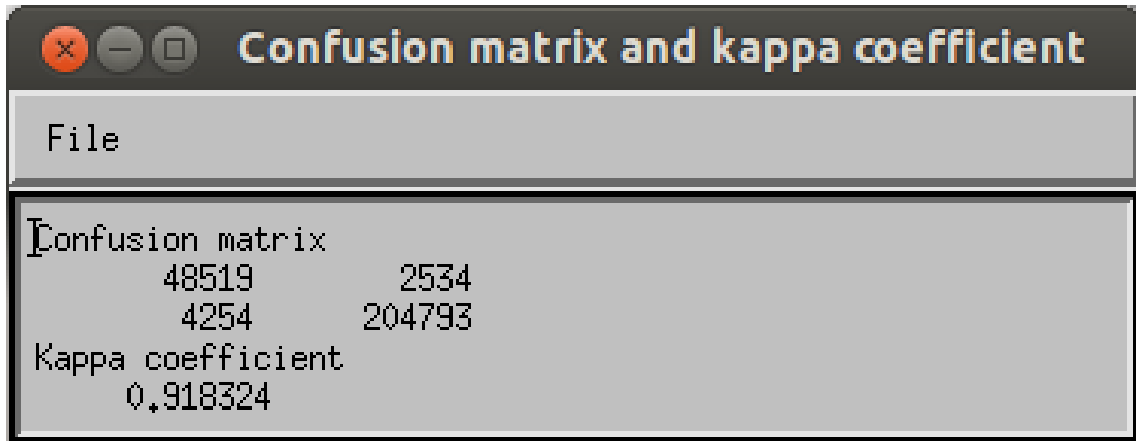 Confusion matrix and kappa coefficient
File
Confusion matrix
48519 2534
4254 204793
Kappa coefficient
0.918324